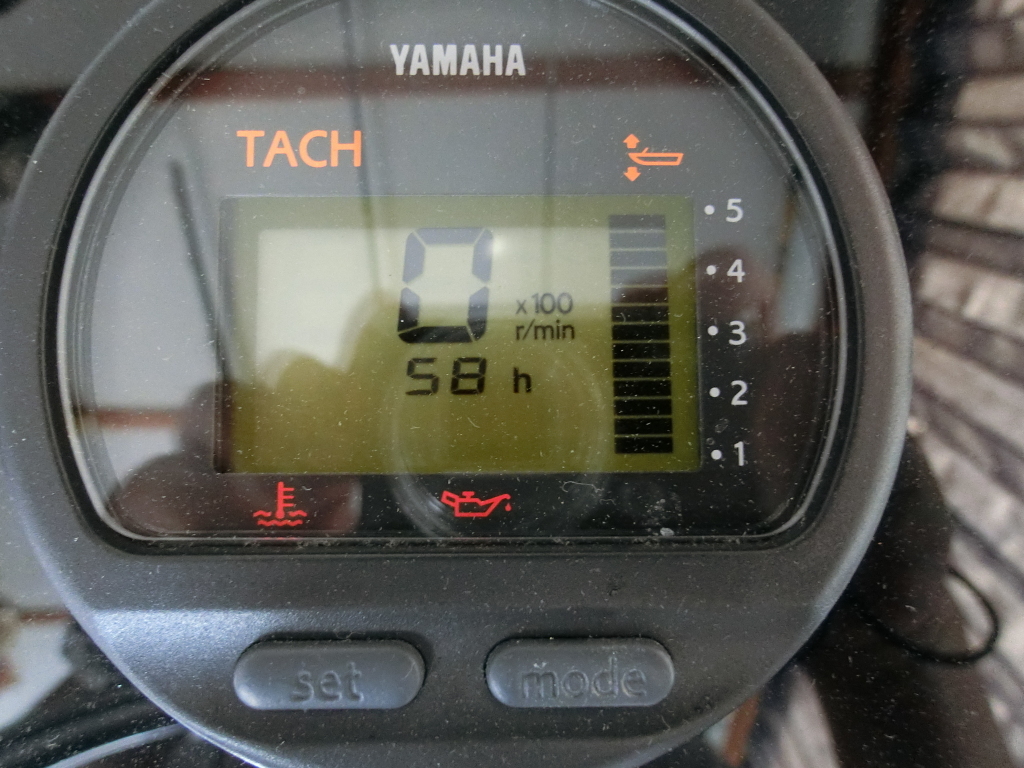 YAMAHA
TACH
5
4
0 x100 r/min
3
58 h
2
1
set mode